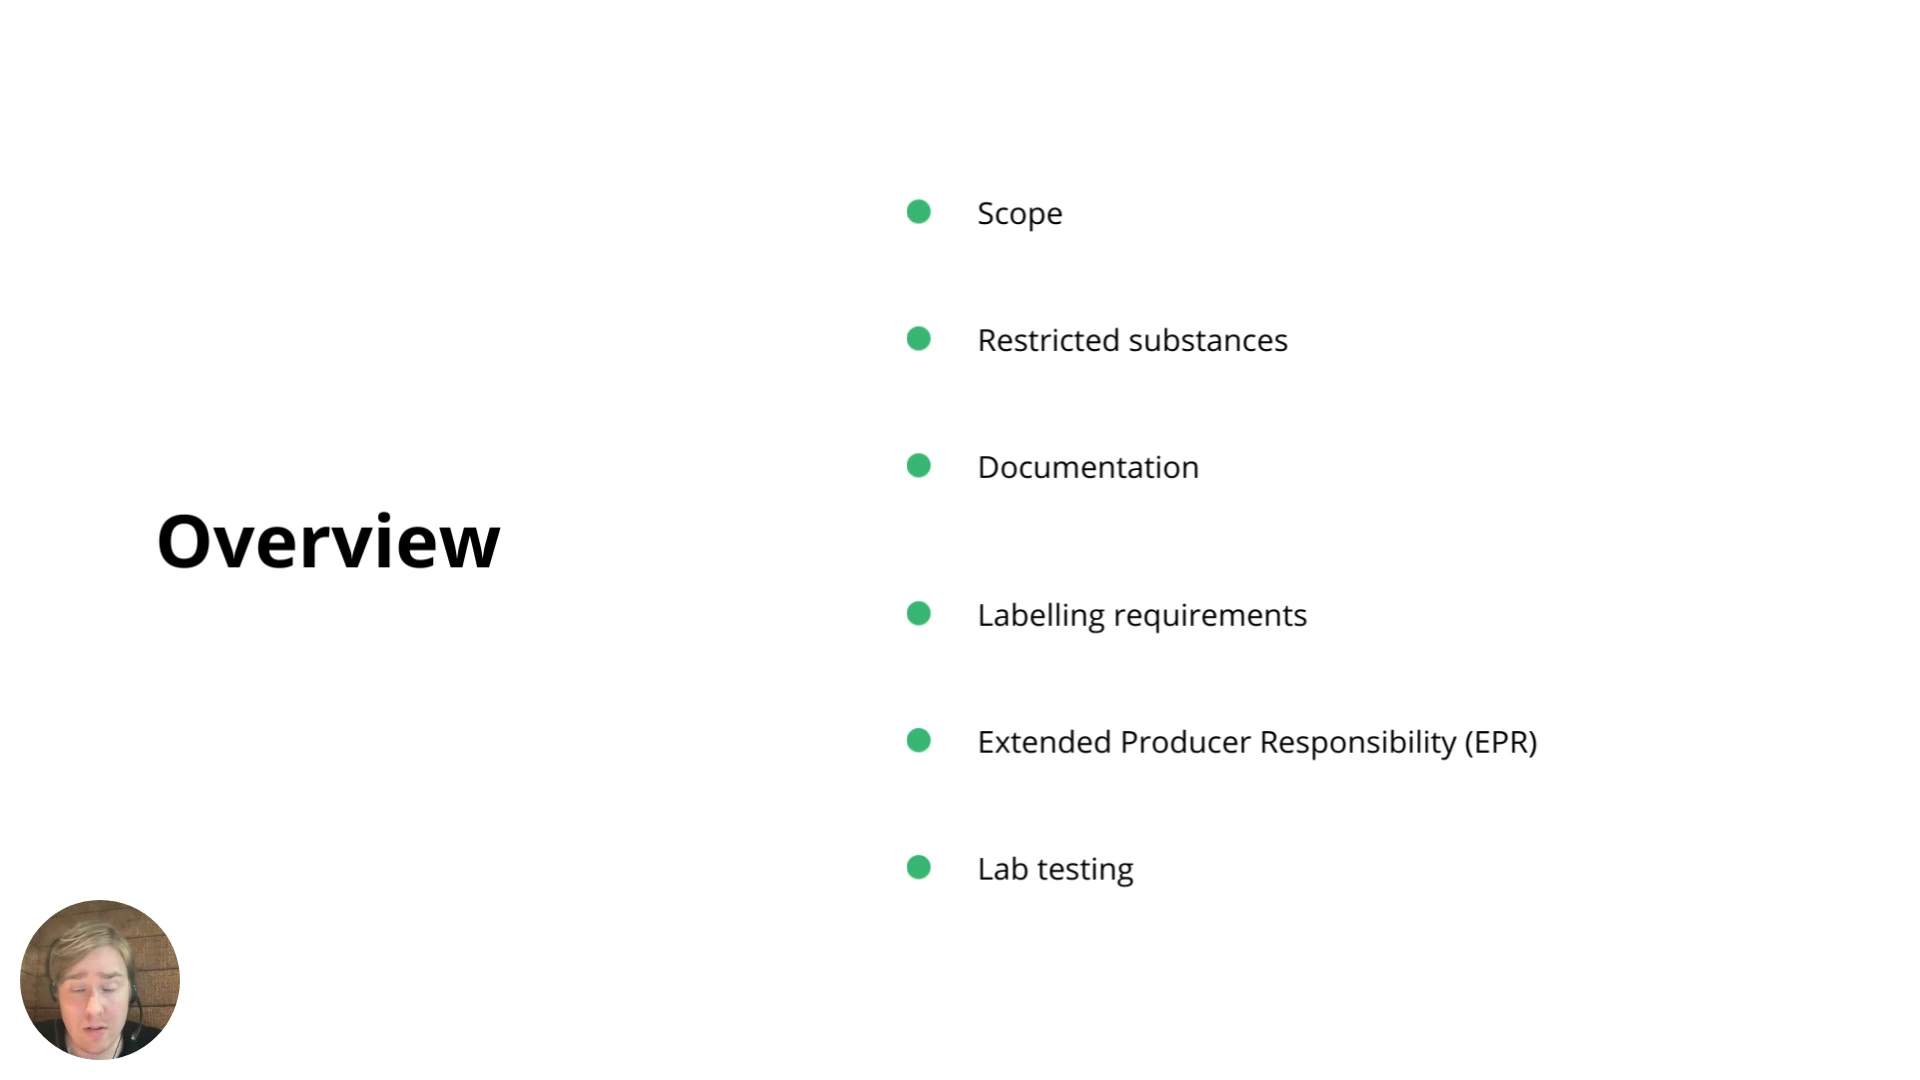 Overview
Scope
Restricted substances
Documentation
Labelling requirements
Extended Producer Responsibility (EPR)
Lab testing